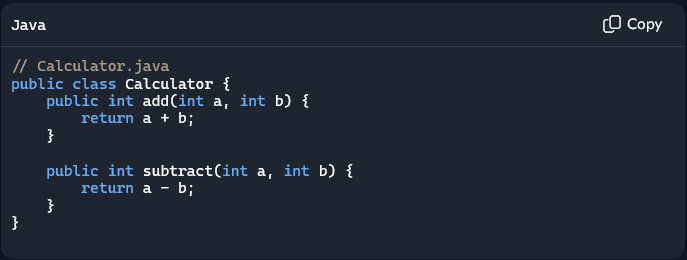 Java
Copy
// Calculator.java
public class Calculator {
    public int add(int a, int b) {
        return a + b;
    }

    public int subtract(int a, int b) {
        return a - b;
    }
}